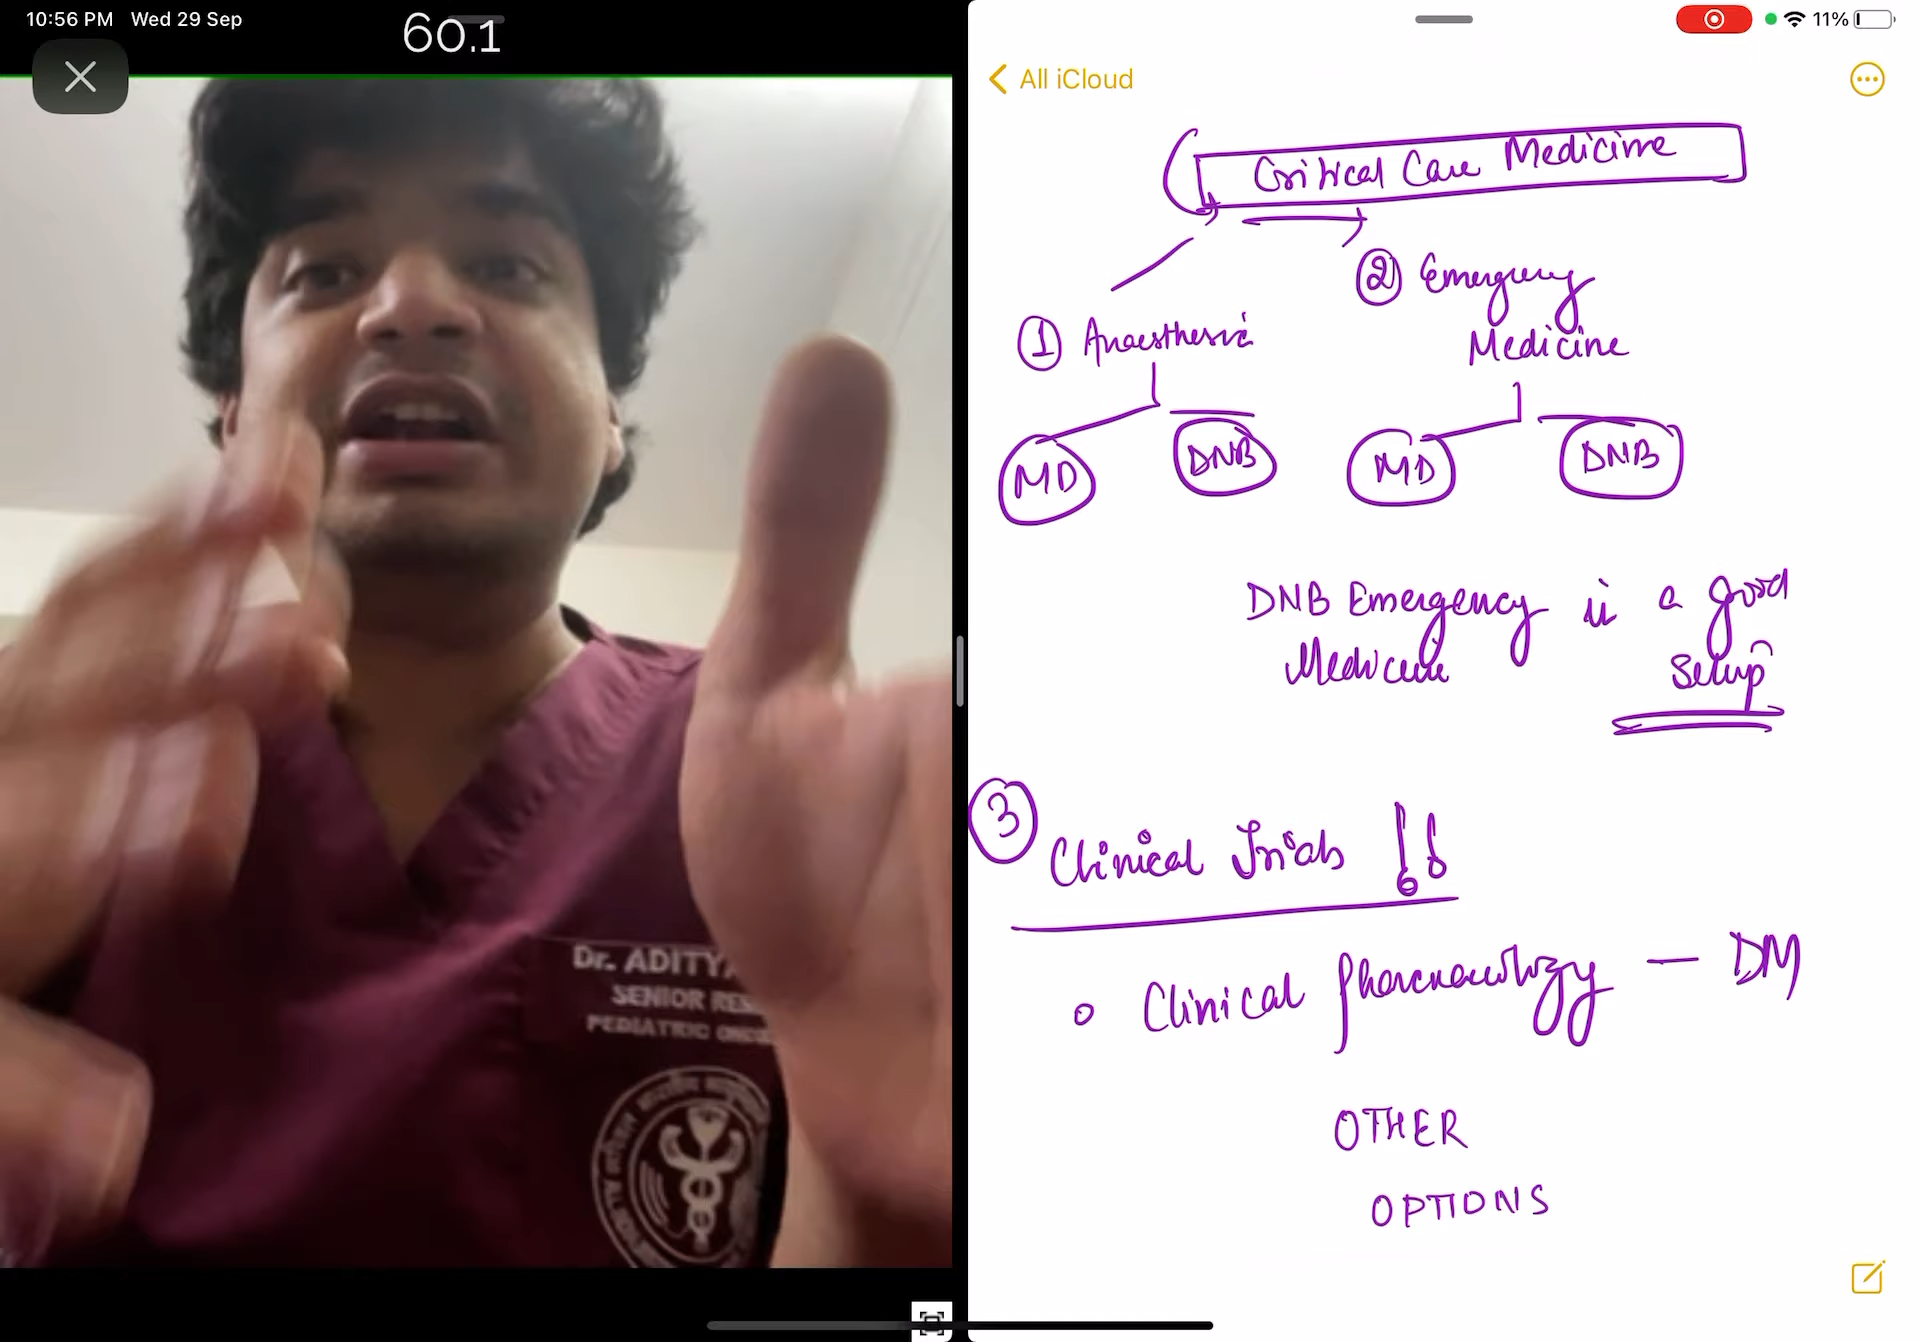 10:56 PM Wed 29 Sep
60.1
11%
All iCloud
Critical Care Medicine
② Emergency
Medicine
① Anaesthesia
MD
DNB
MD
DNB
DNB Emergency is a good
Medicine
Setup
③
Clinical Trials !!
Clinical pharmacology — DM
OTHER
OPTIONS
Dr. ADITY
SENIOR RES
PEDIATRIC ONC